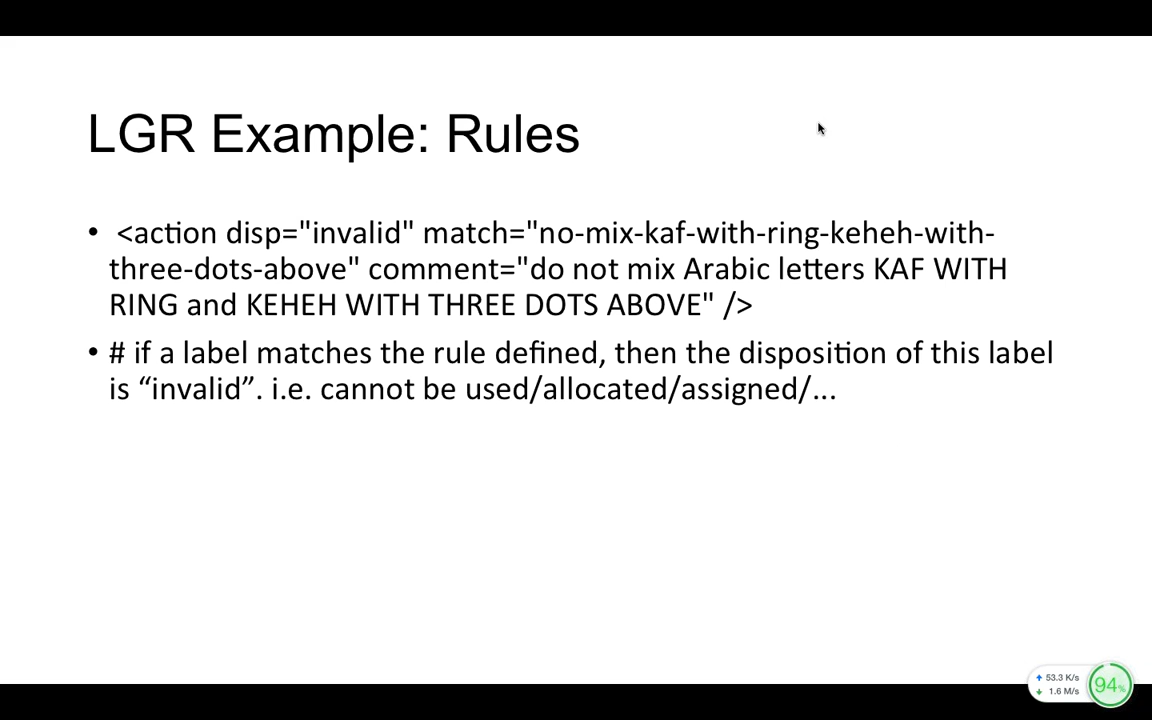 LGR Example: Rules
• <action disp="invalid" match="no-mix-kaf-with-ring-keheh-with-
three-dots-above" comment="do not mix Arabic letters KAF WITH
RING and KEHEH WITH THREE DOTS ABOVE" />
• # if a label matches the rule defined, then the disposition of this label
is “invalid”. i.e. cannot be used/allocated/assigned/...
↑ 53.3 K/s
↓ 1.6 M/s
94%